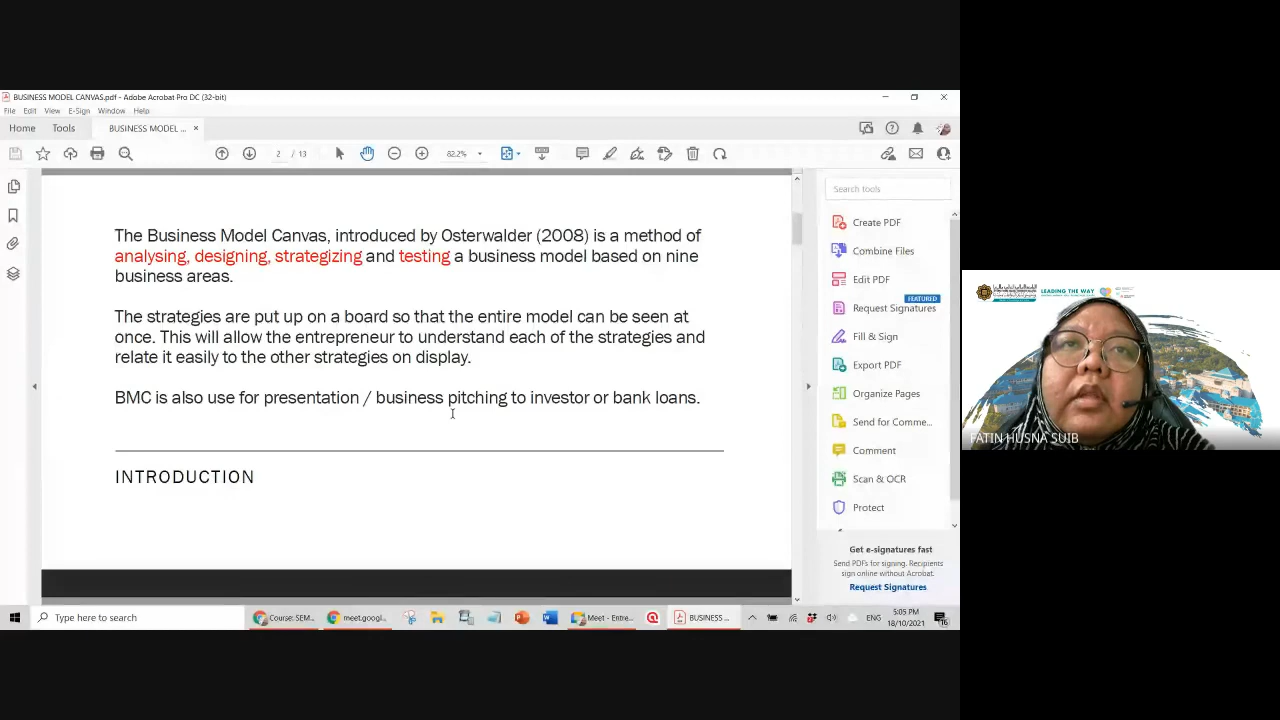 BUSINESS MODEL CANVAS.pdf - Adobe Acrobat Pro DC (32-bit)
File Edit View E-Sign Window Help
Home Tools BUSINESS MODEL ... ×
2 / 13 82.2%
The Business Model Canvas, introduced by Osterwalder (2008) is a method of
analysing, designing, strategizing and testing a business model based on nine
business areas.
The strategies are put up on a board so that the entire model can be seen at
once. This will allow the entrepreneur to understand each of the strategies and
relate it easily to the other strategies on display.
BMC is also use for presentation / business pitching to investor or bank loans.
INTRODUCTION
Search tools
Create PDF
Combine Files
Edit PDF
FEATURED
Request Signatures
Fill & Sign
Export PDF
Organize Pages
Send for Comme...
Comment
Scan & OCR
Protect
Get e-signatures fast
Send PDFs for signing. Recipients
sign online without Acrobat.
Request Signatures
LEADING THE WAY
FATIN HUSNA SUIB
Type here to search
Course: SEM...
meet.googl...
Meet - Entre...
BUSINESS ...
ENG
5:05 PM
18/10/2021
16